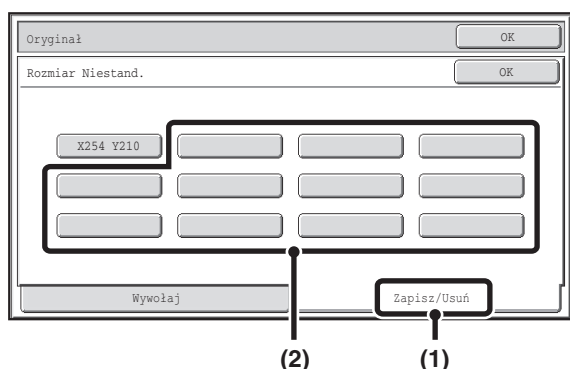 Oryginał OK
Rozmiar Niestand. OK
X254 Y210
Wywołaj Zapisz/Usuń
(2) (1)